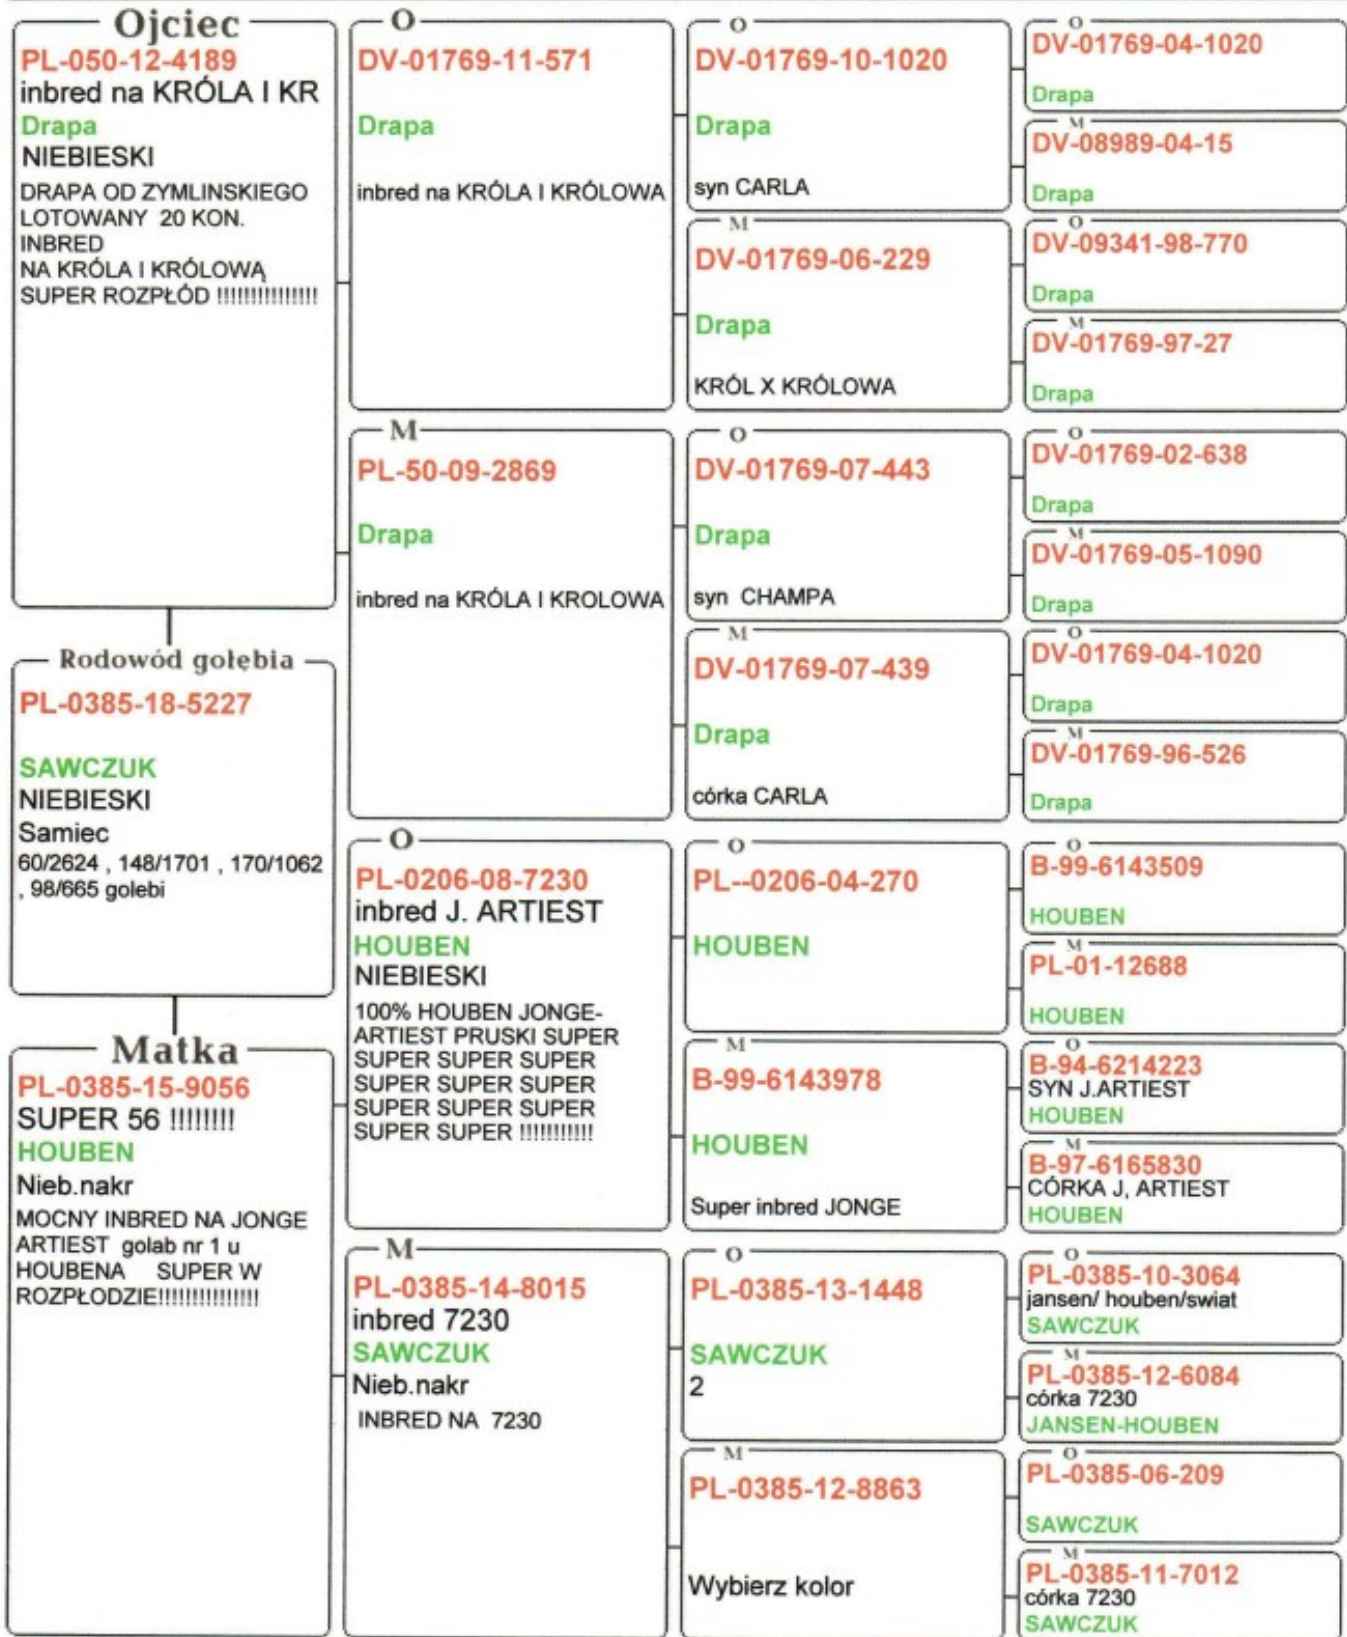 Ojciec
PL-050-12-4189
inbred na KRÓLA I KR
Drapa
NIEBIESKI
DRAPA OD ZYMLINSKIEGO
LOTOWANY 20 KON.
INBRED
NA KRÓLA I KRÓLOWĄ
SUPER ROZPŁÓD !!!!!!!!!!!!!!!
Rodowód gołębia
PL-0385-18-5227
SAWCZUK
NIEBIESKI
Samiec
60/2624 , 148/1701 , 170/1062
, 98/665 golebi
Matka
PL-0385-15-9056
SUPER 56 !!!!!!!!
HOUBEN
Nieb.nakr
MOCNY INBRED NA JONGE
ARTIEST golab nr 1 u
HOUBENA SUPER W
ROZPŁODZIE!!!!!!!!!!!!!!!
O
DV-01769-11-571
Drapa
inbred na KRÓLA I KRÓLOWA
M
PL-50-09-2869
Drapa
inbred na KRÓLA I KROLOWA
O
PL-0206-08-7230
inbred J. ARTIEST
HOUBEN
NIEBIESKI
100% HOUBEN JONGE-
ARTIEST PRUSKI SUPER
SUPER SUPER SUPER
SUPER SUPER SUPER
SUPER SUPER SUPER
SUPER SUPER !!!!!!!!!!!
M
PL-0385-14-8015
inbred 7230
SAWCZUK
Nieb.nakr
INBRED NA 7230
O
DV-01769-10-1020
Drapa
syn CARLA
M
DV-01769-06-229
Drapa
KRÓL X KRÓLOWA
O
DV-01769-07-443
Drapa
syn CHAMPA
M
DV-01769-07-439
Drapa
córka CARLA
O
PL--0206-04-270
HOUBEN
M
B-99-6143978
HOUBEN
Super inbred JONGE
O
PL-0385-13-1448
SAWCZUK
2
M
PL-0385-12-8863
Wybierz kolor
O
DV-01769-04-1020
Drapa
M
DV-08989-04-15
Drapa
O
DV-09341-98-770
Drapa
M
DV-01769-97-27
Drapa
O
DV-01769-02-638
Drapa
M
DV-01769-05-1090
Drapa
O
DV-01769-04-1020
Drapa
M
DV-01769-96-526
Drapa
O
B-99-6143509
HOUBEN
M
PL-01-12688
HOUBEN
O
B-94-6214223
SYN J.ARTIEST
HOUBEN
M
B-97-6165830
CÓRKA J, ARTIEST
HOUBEN
O
PL-0385-10-3064
jansen/ houben/swiat
SAWCZUK
M
PL-0385-12-6084
córka 7230
JANSEN-HOUBEN
O
PL-0385-06-209
SAWCZUK
M
PL-0385-11-7012
córka 7230
SAWCZUK